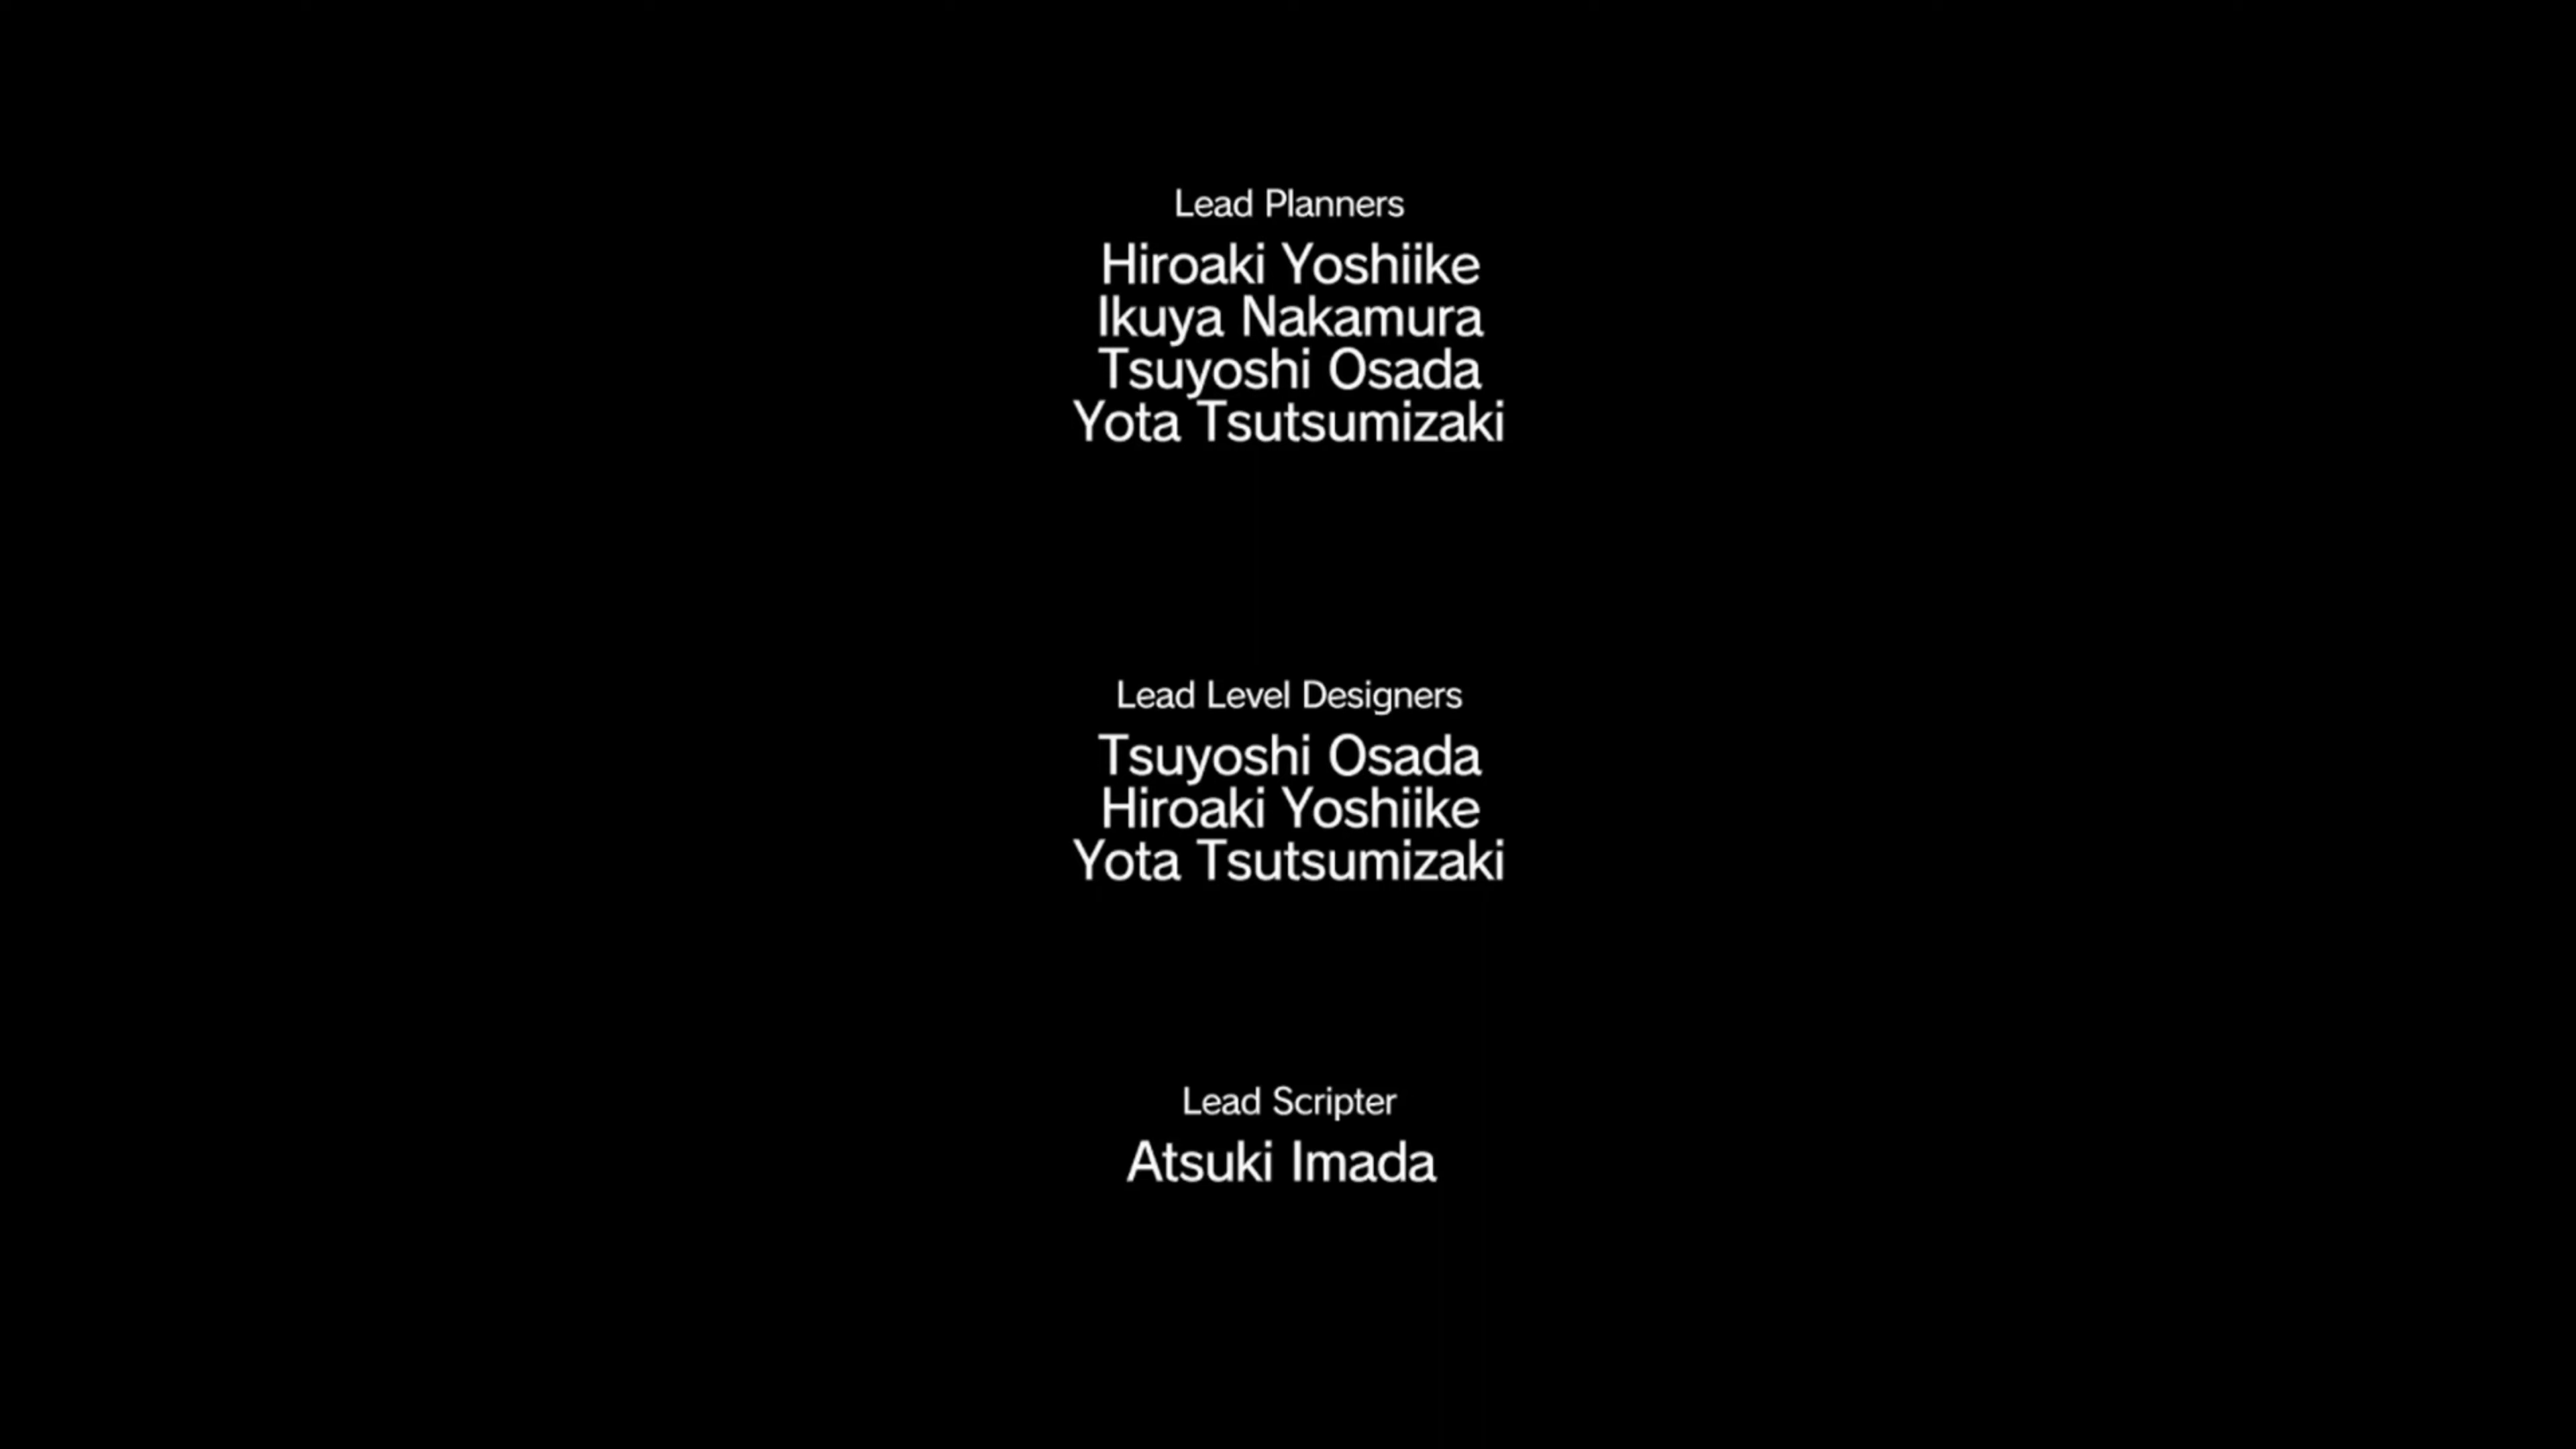 Lead Planners
Hiroaki Yoshiike
Ikuya Nakamura
Tsuyoshi Osada
Yota Tsutsumizaki
Lead Level Designers
Tsuyoshi Osada
Hiroaki Yoshiike
Yota Tsutsumizaki
Lead Scripter
Atsuki Imada